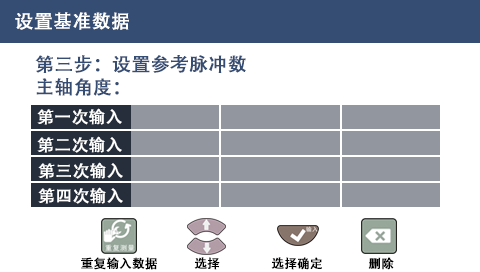 设置基准数据
第三步：设置参考脉冲数
主轴角度：
第一次输入
第二次输入
第三次输入
第四次输入
重复测量
输入
重复输入数据 选择 选择确定 删除